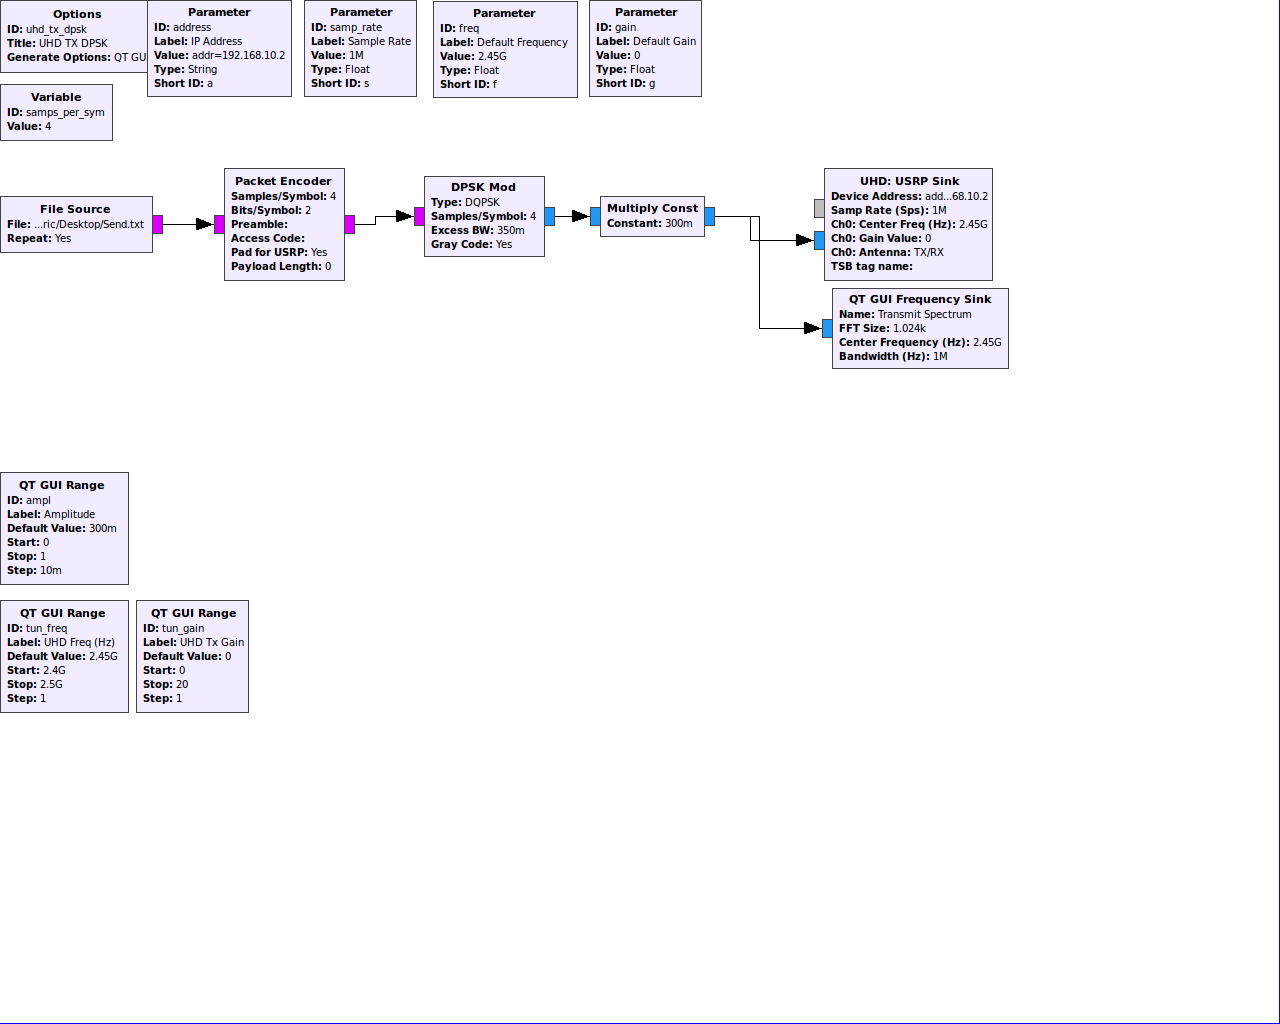 Options
ID: uhd_tx_dpsk
Title: UHD TX DPSK
Generate Options: QT GU
Parameter
ID: address
Label: IP Address
Value: addr=192.168.10.2
Type: String
Short ID: a
Parameter
ID: samp_rate
Label: Sample Rate
Value: 1M
Type: Float
Short ID: s
Parameter
ID: freq
Label: Default Frequency
Value: 2.45G
Type: Float
Short ID: f
Parameter
ID: gain
Label: Default Gain
Value: 0
Type: Float
Short ID: g
Variable
ID: samps_per_sym
Value: 4
File Source
File: ...ric/Desktop/Send.txt
Repeat: Yes
Packet Encoder
Samples/Symbol: 4
Bits/Symbol: 2
Preamble:
Access Code:
Pad for USRP: Yes
Payload Length: 0
DPSK Mod
Type: DQPSK
Samples/Symbol: 4
Excess BW: 350m
Gray Code: Yes
Multiply Const
Constant: 300m
UHD: USRP Sink
Device Address: add...68.10.2
Samp Rate (Sps): 1M
Ch0: Center Freq (Hz): 2.45G
Ch0: Gain Value: 0
Ch0: Antenna: TX/RX
TSB tag name:
QT GUI Frequency Sink
Name: Transmit Spectrum
FFT Size: 1.024k
Center Frequency (Hz): 2.45G
Bandwidth (Hz): 1M
QT GUI Range
ID: ampl
Label: Amplitude
Default Value: 300m
Start: 0
Stop: 1
Step: 10m
QT GUI Range
ID: tun_freq
Label: UHD Freq (Hz)
Default Value: 2.45G
Start: 2.4G
Stop: 2.5G
Step: 1
QT GUI Range
ID: tun_gain
Label: UHD Tx Gain
Default Value: 0
Start: 0
Stop: 20
Step: 1